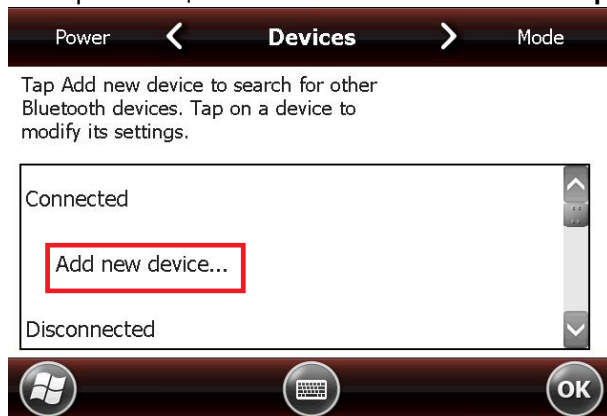 Power
Devices
Mode
Tap Add new device to search for other
Bluetooth devices. Tap on a device to
modify its settings.
Connected
Add new device...
Disconnected
OK